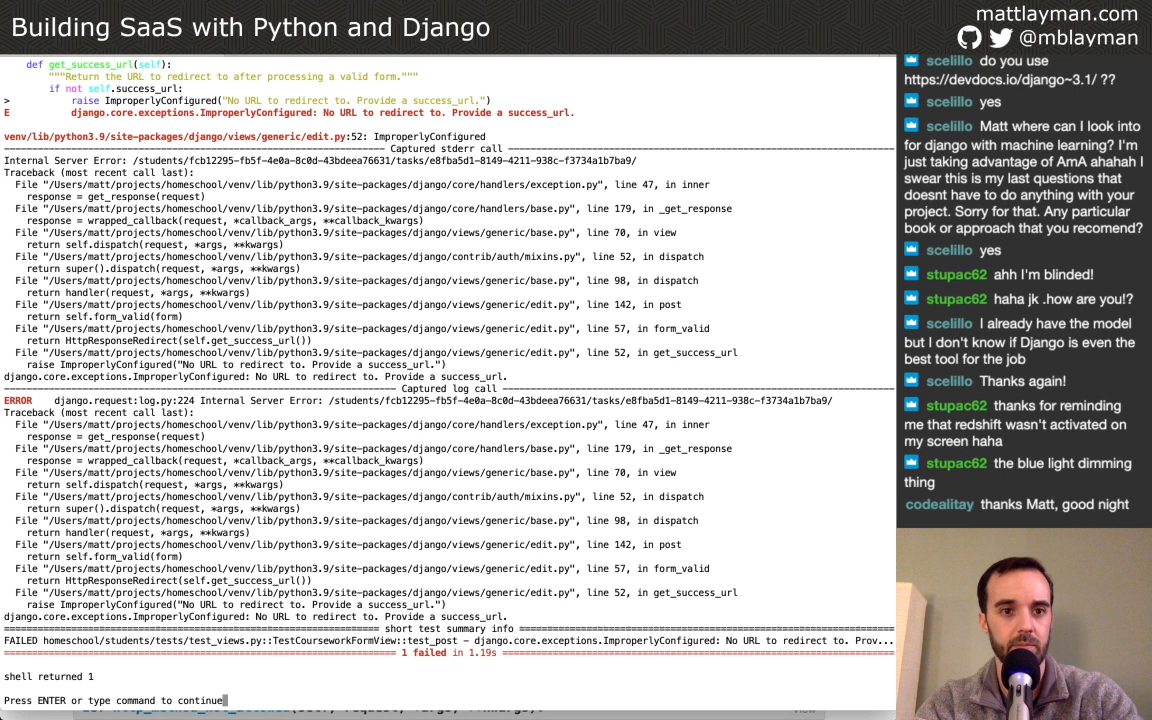 Building SaaS with Python and Django
mattlayman.com
@mblayman
def get_success_url(self):
"""Return the URL to redirect to after processing a valid form."""
if not self.success_url:
> raise ImproperlyConfigured("No URL to redirect to. Provide a success_url.")
E django.core.exceptions.ImproperlyConfigured: No URL to redirect to. Provide a success_url.
venv/lib/python3.9/site-packages/django/views/generic/edit.py:52: ImproperlyConfigured
Captured stderr call
Internal Server Error: /students/fcb12295-fb5f-4e0a-8c0d-43bdeea76631/tasks/e8fba5d1-8149-4211-938c-f3734a1b7ba9/
Traceback (most recent call last):
File "/Users/matt/projects/homeschool/venv/lib/python3.9/site-packages/django/core/handlers/exception.py", line 47, in inner
response = get_response(request)
File "/Users/matt/projects/homeschool/venv/lib/python3.9/site-packages/django/core/handlers/base.py", line 179, in _get_response
response = wrapped_callback(request, *callback_args, **callback_kwargs)
File "/Users/matt/projects/homeschool/venv/lib/python3.9/site-packages/django/views/generic/base.py", line 70, in view
return self.dispatch(request, *args, **kwargs)
File "/Users/matt/projects/homeschool/venv/lib/python3.9/site-packages/django/contrib/auth/mixins.py", line 52, in dispatch
return super().dispatch(request, *args, **kwargs)
File "/Users/matt/projects/homeschool/venv/lib/python3.9/site-packages/django/views/generic/base.py", line 98, in dispatch
return handler(request, *args, **kwargs)
File "/Users/matt/projects/homeschool/venv/lib/python3.9/site-packages/django/views/generic/edit.py", line 142, in post
return self.form_valid(form)
File "/Users/matt/projects/homeschool/venv/lib/python3.9/site-packages/django/views/generic/edit.py", line 57, in form_valid
return HttpResponseRedirect(self.get_success_url())
File "/Users/matt/projects/homeschool/venv/lib/python3.9/site-packages/django/views/generic/edit.py", line 52, in get_success_url
raise ImproperlyConfigured("No URL to redirect to. Provide a success_url.")
django.core.exceptions.ImproperlyConfigured: No URL to redirect to. Provide a success_url.
Captured log call
ERROR django.request:log.py:224 Internal Server Error: /students/fcb12295-fb5f-4e0a-8c0d-43bdeea76631/tasks/e8fba5d1-8149-4211-938c-f3734a1b7ba9/
Traceback (most recent call last):
File "/Users/matt/projects/homeschool/venv/lib/python3.9/site-packages/django/core/handlers/exception.py", line 47, in inner
response = get_response(request)
File "/Users/matt/projects/homeschool/venv/lib/python3.9/site-packages/django/core/handlers/base.py", line 179, in _get_response
response = wrapped_callback(request, *callback_args, **callback_kwargs)
File "/Users/matt/projects/homeschool/venv/lib/python3.9/site-packages/django/views/generic/base.py", line 70, in view
return self.dispatch(request, *args, **kwargs)
File "/Users/matt/projects/homeschool/venv/lib/python3.9/site-packages/django/contrib/auth/mixins.py", line 52, in dispatch
return super().dispatch(request, *args, **kwargs)
File "/Users/matt/projects/homeschool/venv/lib/python3.9/site-packages/django/views/generic/base.py", line 98, in dispatch
return handler(request, *args, **kwargs)
File "/Users/matt/projects/homeschool/venv/lib/python3.9/site-packages/django/views/generic/edit.py", line 142, in post
return self.form_valid(form)
File "/Users/matt/projects/homeschool/venv/lib/python3.9/site-packages/django/views/generic/edit.py", line 57, in form_valid
return HttpResponseRedirect(self.get_success_url())
File "/Users/matt/projects/homeschool/venv/lib/python3.9/site-packages/django/views/generic/edit.py", line 52, in get_success_url
raise ImproperlyConfigured("No URL to redirect to. Provide a success_url.")
django.core.exceptions.ImproperlyConfigured: No URL to redirect to. Provide a success_url.
short test summary info
FAILED homeschool/students/tests/test_views.py::TestCourseworkFormView::test_post - django.core.exceptions.ImproperlyConfigured: No URL to redirect to. Prov...
1 failed in 1.19s
shell returned 1
Press ENTER or type command to continue
scelillo do you use
https://devdocs.io/django~3.1/ ??
scelillo yes
scelillo Matt where can I look into
for django with machine learning? I'm
just taking advantage of AmA ahahah I
swear this is my last questions that
doesnt have to do anything with your
project. Sorry for that. Any particular
book or approach that you recomend?
scelillo yes
stupac62 ahh I'm blinded!
stupac62 haha jk .how are you!?
scelillo I already have the model
but I don't know if Django is even the
best tool for the job
scelillo Thanks again!
stupac62 thanks for reminding
me that redshift wasn't activated on
my screen haha
stupac62 the blue light dimming
thing
codealitay thanks Matt, good night